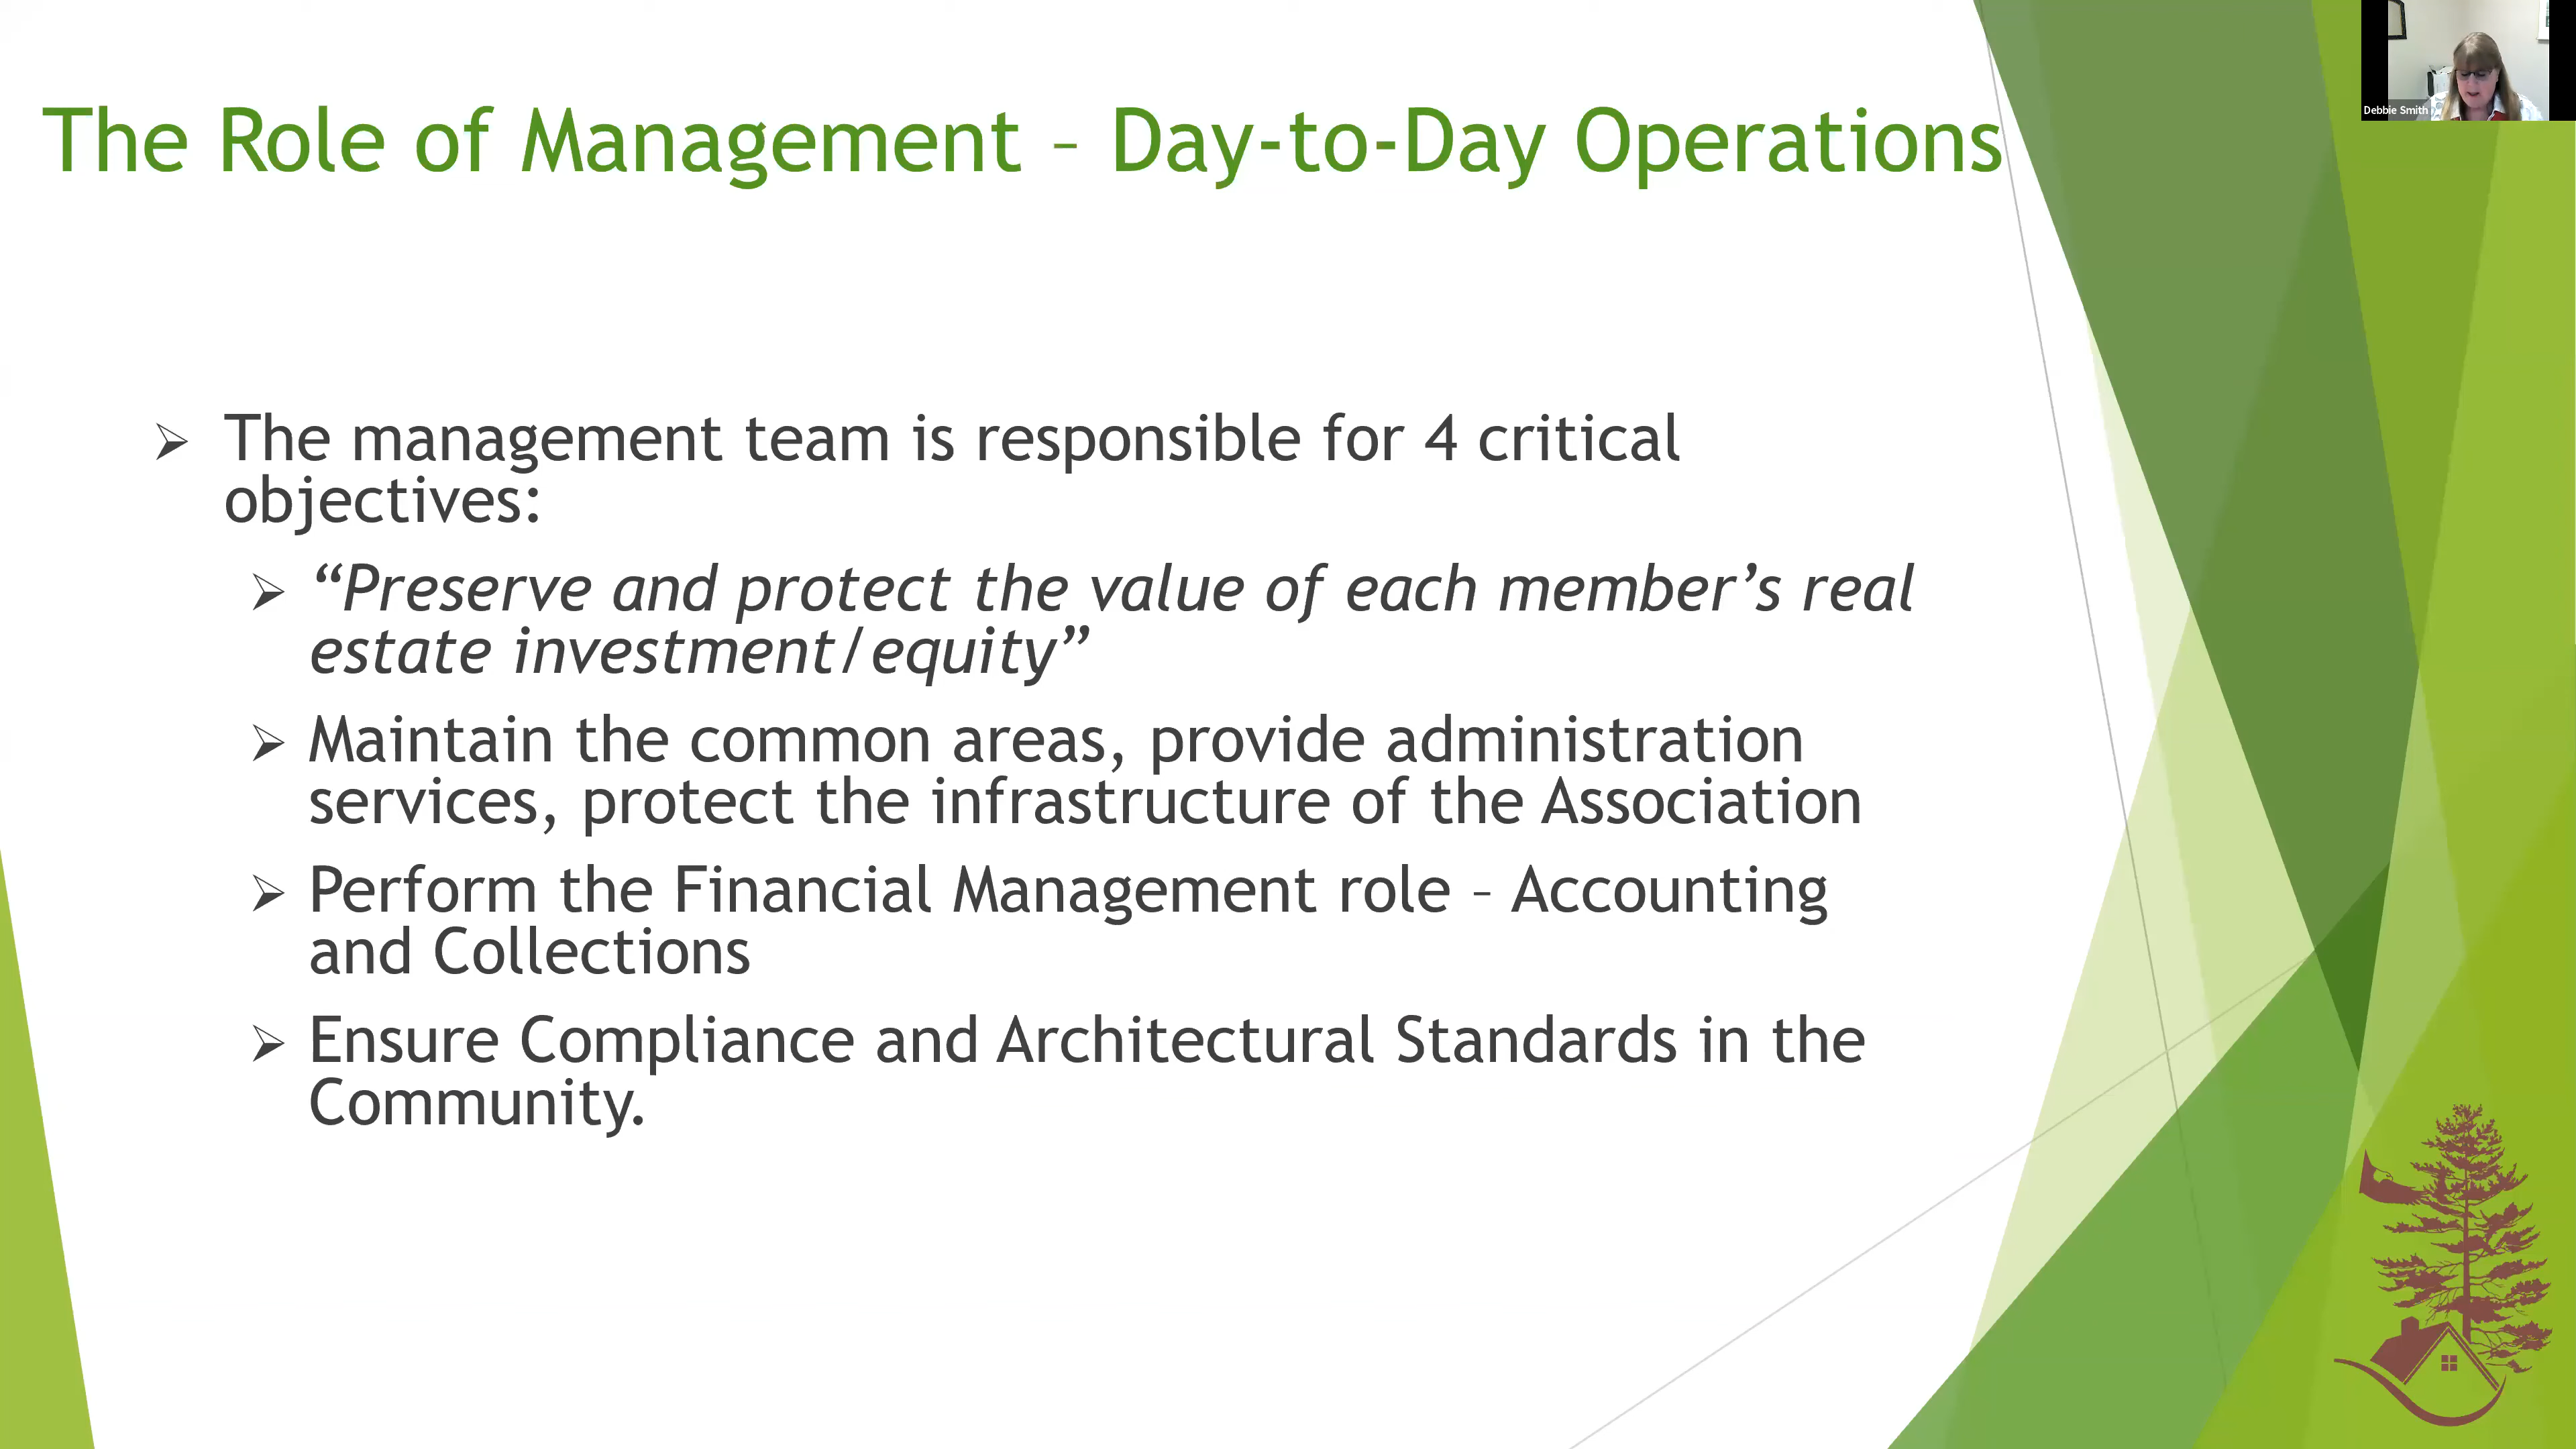 The Role of Management – Day-to-Day Operations
Debbie Smith
The management team is responsible for 4 critical
objectives:
“Preserve and protect the value of each member’s real
estate investment/equity”
Maintain the common areas, provide administration
services, protect the infrastructure of the Association
Perform the Financial Management role – Accounting
and Collections
Ensure Compliance and Architectural Standards in the
Community.